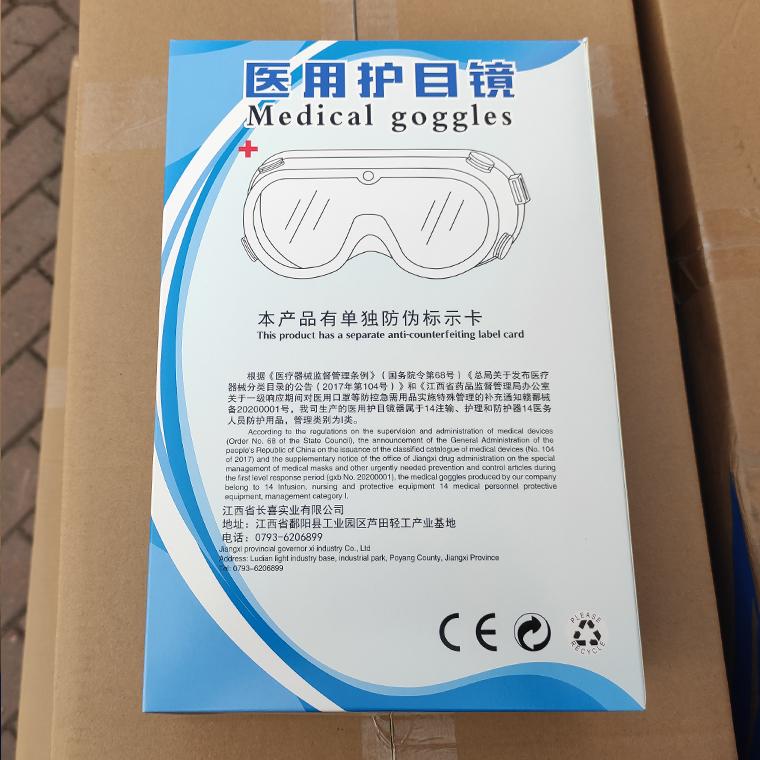 医用护目镜
Medical goggles
本产品有单独防伪标示卡
This product has a separate anti-counterfeiting label card
根据《医疗器械监督管理条例》(国务院令第68号)《总局关于发布医疗
器械分类目录的公告(2017年第104号)》和《江西省药品监督管理局办公室
关于一级响应期间对医用口罩等防控急需用品实施特殊管理的补充通知赣鄱械
备20200001号,我司生产的医用护目镜器属于14注输、护理和防护器14医务
人员防护用品,管理类别为I类。
According to the regulations on the supervision and administration of medical devices
(Order No. 68 of the State Council), the announcement of the General Administration of the
people's Republic of China on the issuance of the classified catalogue of medical devices (No. 104
of 2017) and the supplementary notice of the office of Jiangxi drug administration on the special
management of medical masks and other urgently needed prevention and control articles during
the first level response period (gxb No. 20200001), the medical goggles produced by our company
belong to 14 Infusion, nursing and protective equipment 14 medical personnel protective
equipment, management category I.
江西省长喜实业有限公司
地址:江西省鄱阳县工业园区芦田轻工产业基地
电话:0793-6206899
Jiangxi provincial governor xi industry Co., Ltd
Address: Ludian light industry base, industrial park, Poyang County, Jiangxi Province
Tel: 0793-6206899
CE
PLEASE
RECYCLE